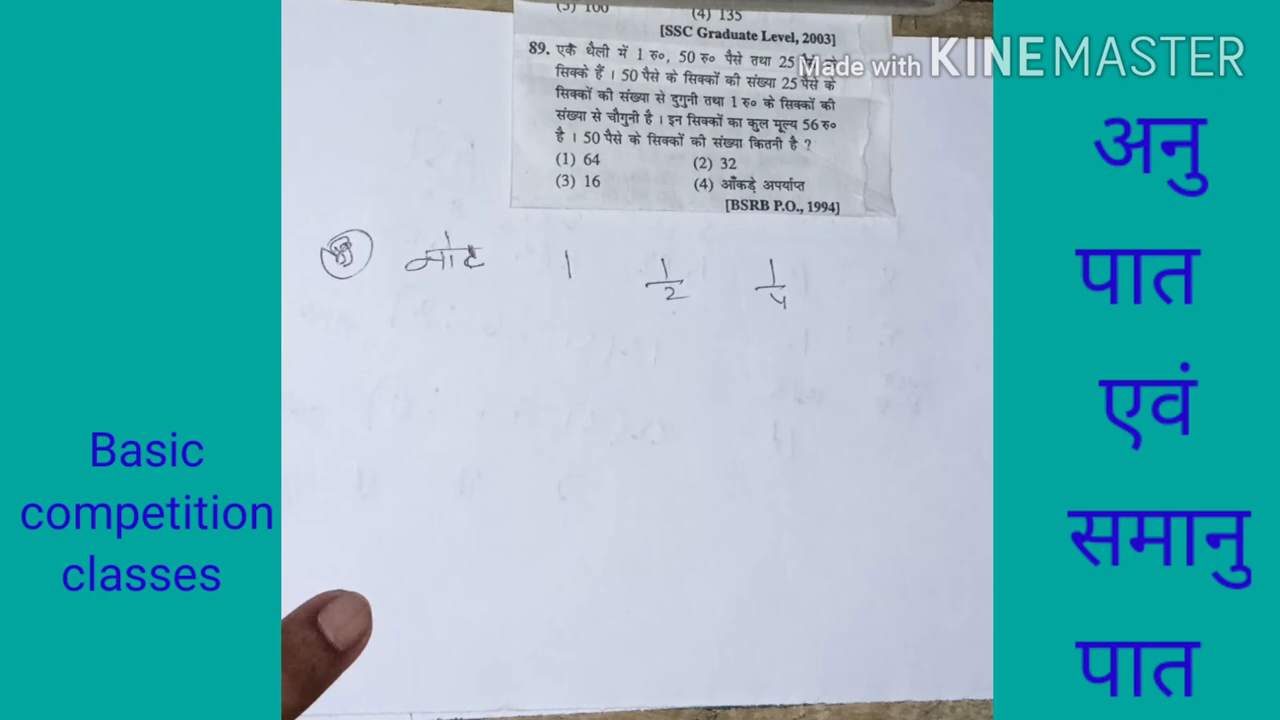 (3) 100 (4) 135
[SSC Graduate Level, 2003]
89. एक थैली में 1 रु०, 50 रु० पैसे तथा 25
सिक्के हैं । 50 पैसे के सिक्कों की संख्या 25 पैसे के
सिक्कों की संख्या से दुगुनी तथा 1 रु० के सिक्कों की
संख्या से चौगुनी है । इन सिक्कों का कुल मूल्य 56 रु०
है । 50 पैसे के सिक्कों की संख्या कितनी है ?
(1) 64 (2) 32
(3) 16 (4) आँकड़े अपर्याप्त
[BSRB P.O., 1994]
Made with KINEMASTER
नोट 1 1/2 1/4
Basic
competition
classes
अनु
पात
एवं
समानु
पात